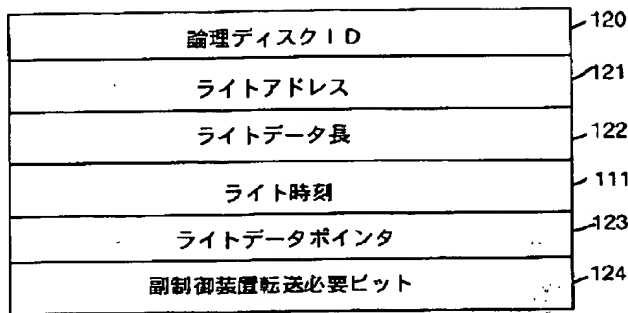 論理ディスクID 120
ライトアドレス 121
ライトデータ長 122
ライト時刻 111
ライトデータポインタ 123
副制御装置転送必要ビット 124